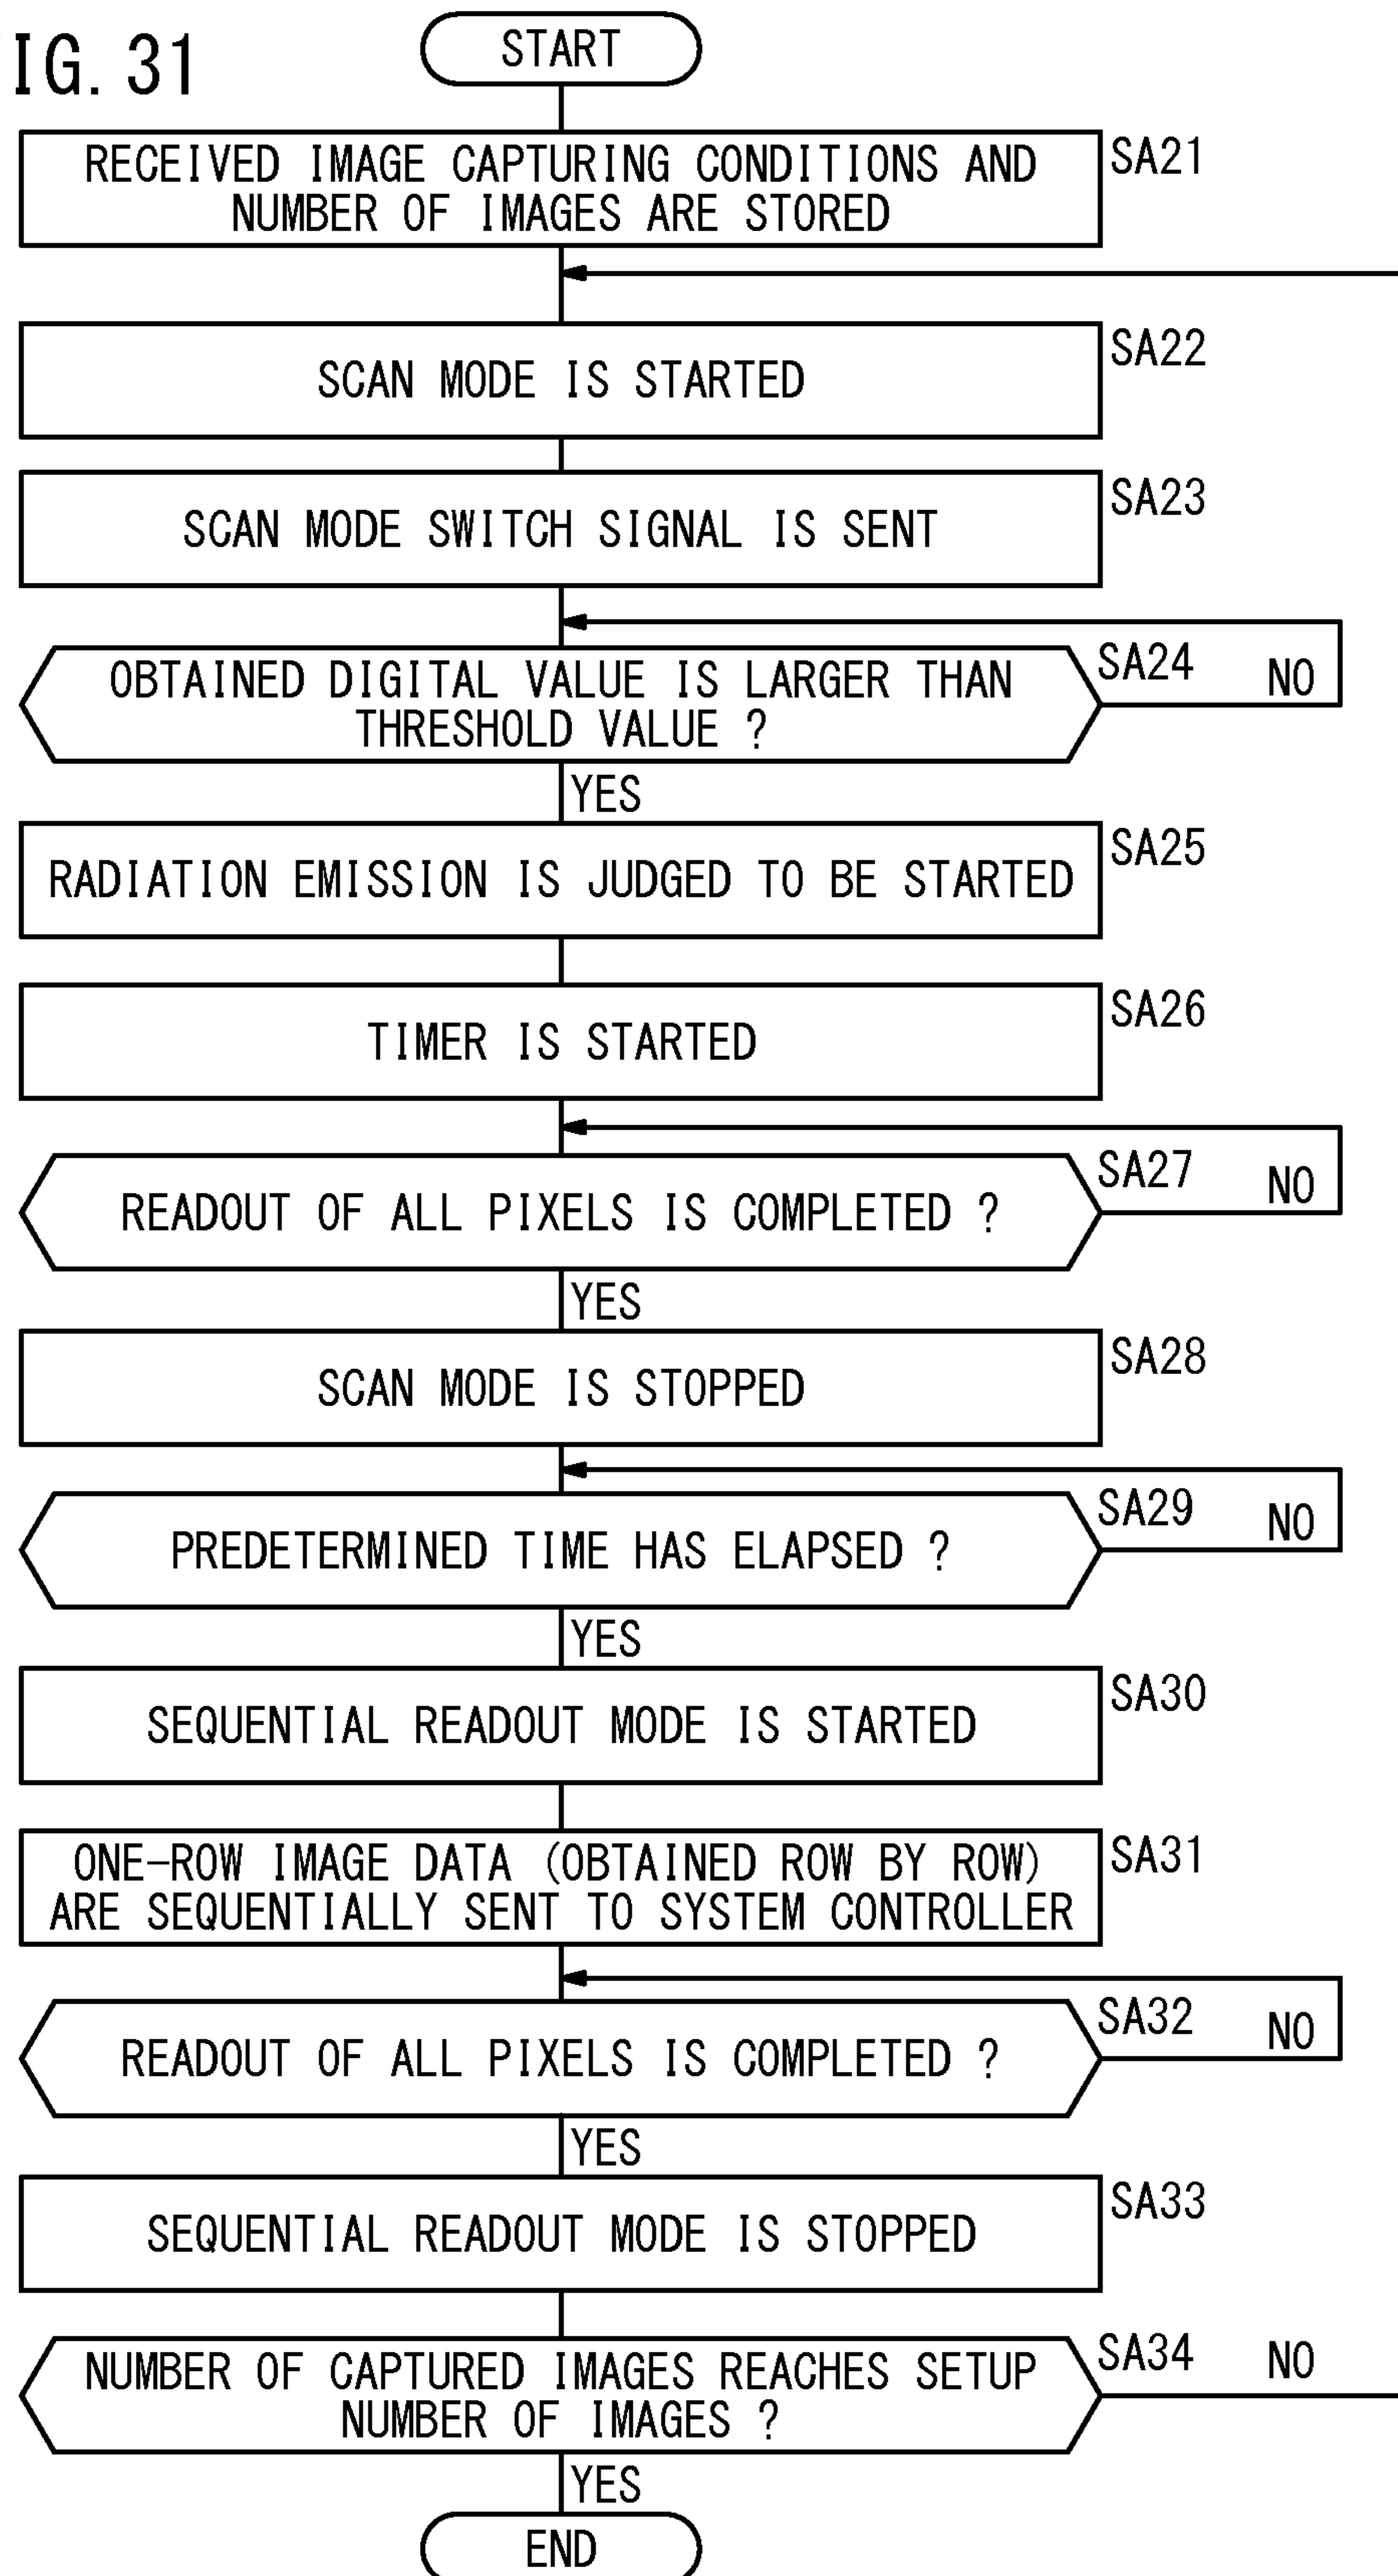 IG. 31
START
RECEIVED IMAGE CAPTURING CONDITIONS AND
NUMBER OF IMAGES ARE STORED
SA21
SCAN MODE IS STARTED
SA22
SCAN MODE SWITCH SIGNAL IS SENT
SA23
OBTAINED DIGITAL VALUE IS LARGER THAN
THRESHOLD VALUE ?
SA24
NO
YES
RADIATION EMISSION IS JUDGED TO BE STARTED
SA25
TIMER IS STARTED
SA26
READOUT OF ALL PIXELS IS COMPLETED ?
SA27
NO
YES
SCAN MODE IS STOPPED
SA28
PREDETERMINED TIME HAS ELAPSED ?
SA29
NO
YES
SEQUENTIAL READOUT MODE IS STARTED
SA30
ONE-ROW IMAGE DATA (OBTAINED ROW BY ROW)
ARE SEQUENTIALLY SENT TO SYSTEM CONTROLLER
SA31
READOUT OF ALL PIXELS IS COMPLETED ?
SA32
NO
YES
SEQUENTIAL READOUT MODE IS STOPPED
SA33
NUMBER OF CAPTURED IMAGES REACHES SETUP
NUMBER OF IMAGES ?
SA34
NO
YES
END